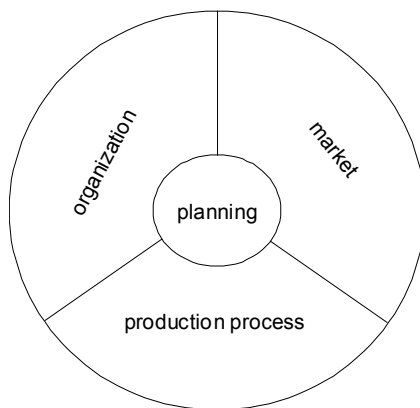 organization
market
planning
production process